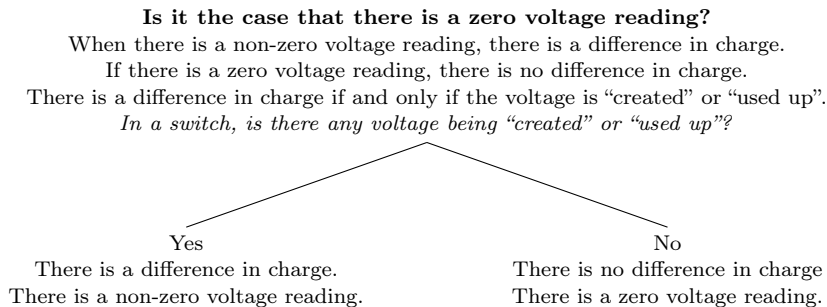 Is it the case that there is a zero voltage reading?
When there is a non-zero voltage reading, there is a difference in charge.
If there is a zero voltage reading, there is no difference in charge.
There is a difference in charge if and only if the voltage is “created” or “used up”.
In a switch, is there any voltage being “created” or “used up”?
Yes
There is a difference in charge.
There is a non-zero voltage reading.
No
There is no difference in charge
There is a zero voltage reading.